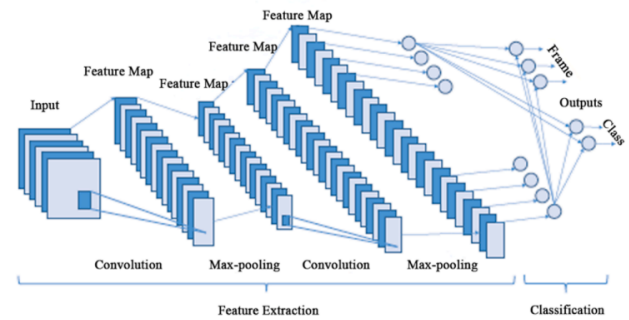 Feature Map
Feature Map
Feature Map
Feature Map
Input
Frame
Outputs
Class
Convolution
Max-pooling
Convolution
Max-pooling
Feature Extraction
Classification